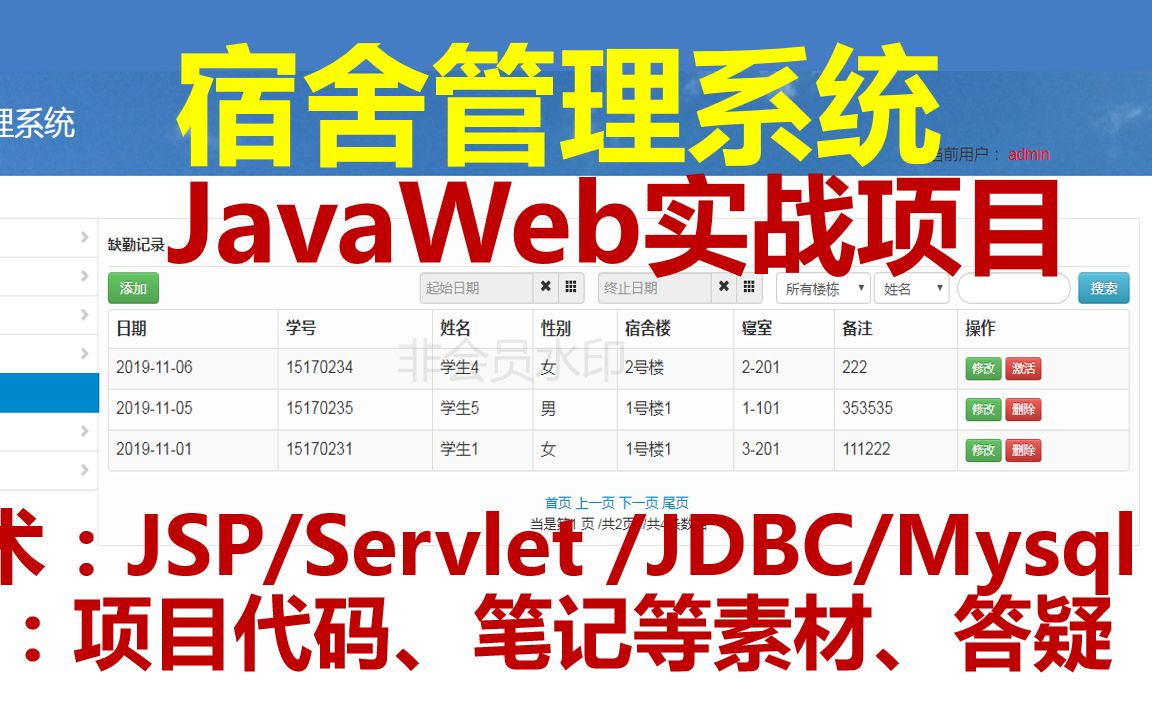 宿舍管理系统
理系统
当前用户： admin
JavaWeb实战项目
缺勤记录
添加 起始日期 终止日期 所有楼栋 姓名 搜索
日期 学号 姓名 性别 宿舍楼 寝室 备注 操作
2019-11-06 15170234 学生4 女 2号楼 2-201 222 修改 激活
非会员水印
2019-11-05 15170235 学生5 男 1号楼1 1-101 353535 修改 删除
2019-11-01 15170231 学生1 女 1号楼1 3-201 111222 修改 删除
首页 上一页 下一页 尾页
当是第1 页 /共2页 /共4条数据
术：JSP/Servlet /JDBC/Mysql
：项目代码、笔记等素材、答疑